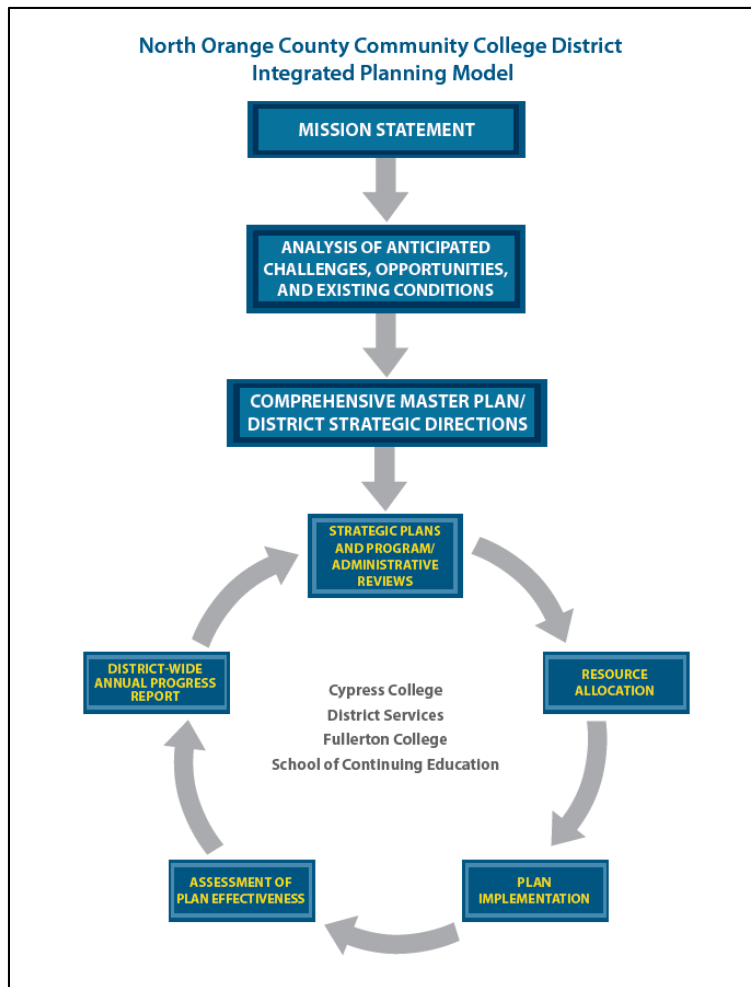 North Orange County Community College District
Integrated Planning Model
MISSION STATEMENT
ANALYSIS OF ANTICIPATED
CHALLENGES, OPPORTUNITIES,
AND EXISTING CONDITIONS
COMPREHENSIVE MASTER PLAN/
DISTRICT STRATEGIC DIRECTIONS
STRATEGIC PLANS
AND PROGRAM/
ADMINISTRATIVE
REVIEWS
RESOURCE
ALLOCATION
PLAN
IMPLEMENTATION
ASSESSMENT OF
PLAN EFFECTIVENESS
DISTRICT-WIDE
ANNUAL PROGRESS
REPORT
Cypress College
District Services
Fullerton College
School of Continuing Education